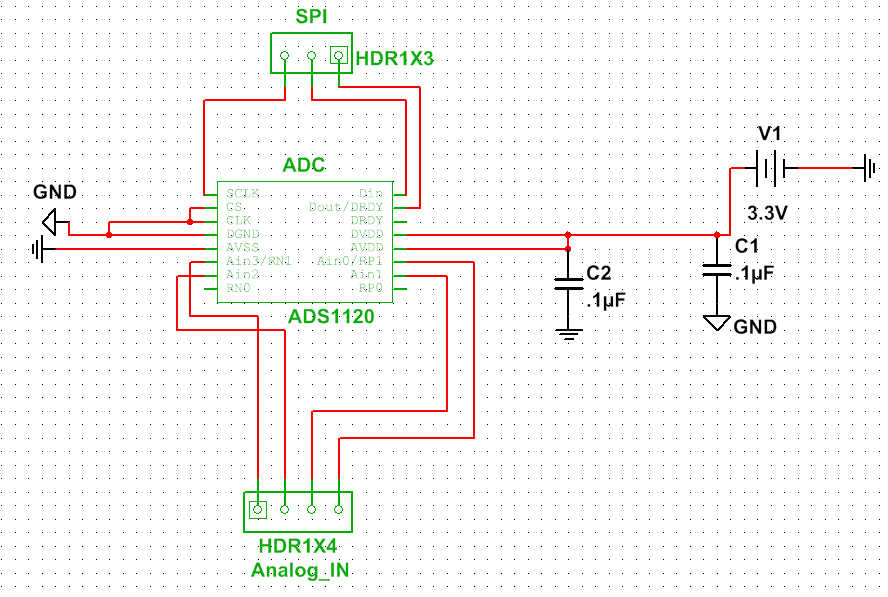 SPI
HDR1X3
V1
ADC
GND
SCLK
Din
CS
Dout/DRDY
CLK
DRDY
3.3V
DGND
DVDD
AVSS
AVDD
C1
Ain3/RN1
Ain0/RP1
Ain2
Ain1
C2
.1µF
RN0
RP0
.1µF
ADS1120
GND
HDR1X4
Analog_IN